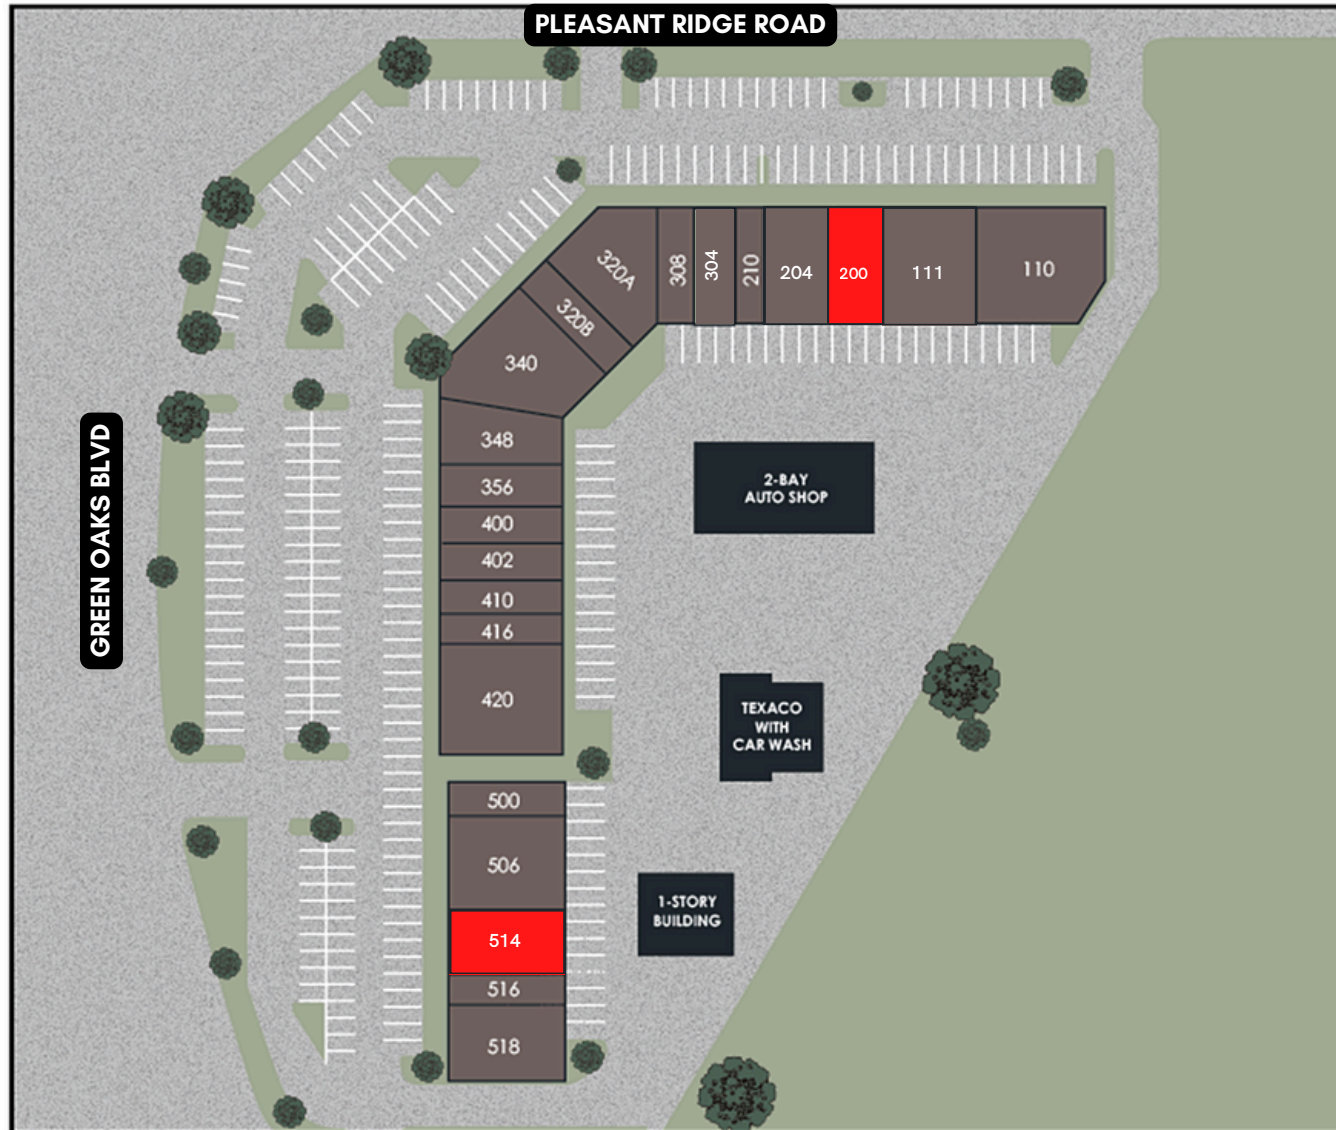 PLEASANT RIDGE ROAD
320A
308
304
210
204
200
111
110
320B
340
GREEN OAKS BLVD
348
356
400
402
410
416
420
2-BAY
AUTO SHOP
TEXACO
WITH
CAR WASH
500
506
514
516
518
1-STORY
BUILDING